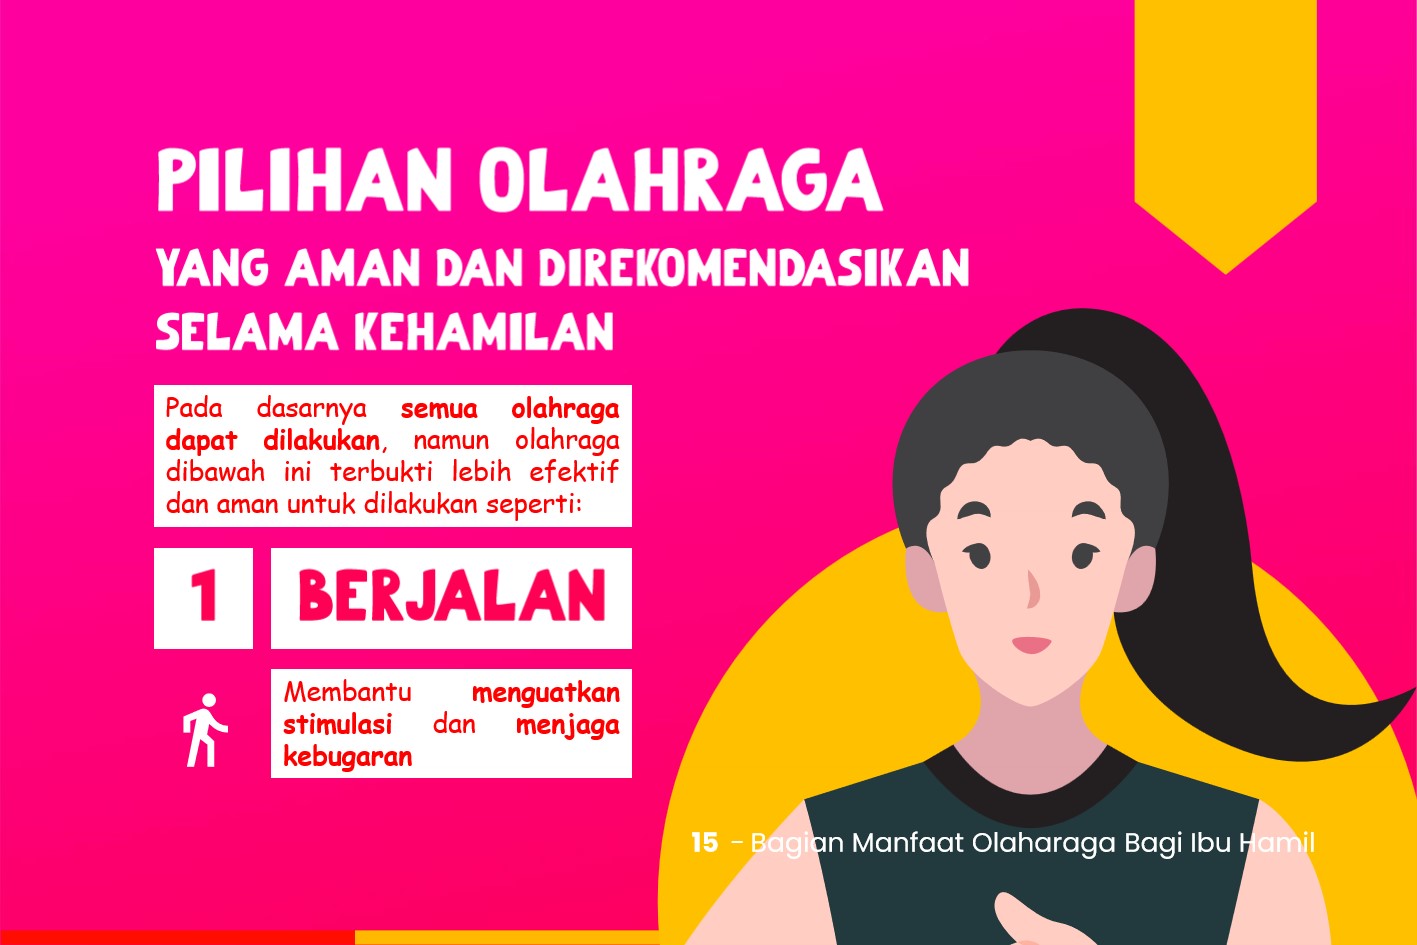 PILIHAN OLAHRAGA
YANG AMAN DAN DIREKOMENDASIKAN
SELAMA KEHAMILAN
Pada dasarnya semua olahraga
dapat dilakukan, namun olahraga
dibawah ini terbukti lebih efektif
dan aman untuk dilakukan seperti:
1 BERJALAN
Membantu menguatkan
stimulasi dan menjaga
kebugaran
15 - Bagian Manfaat Olaharaga Bagi Ibu Hamil